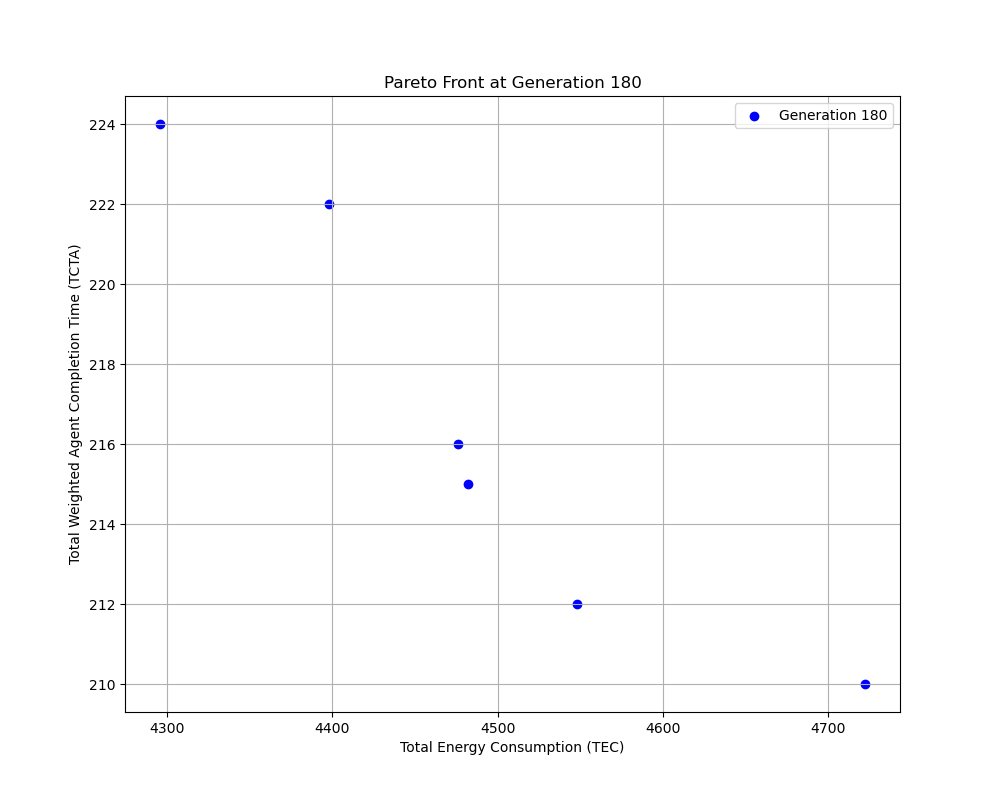 Pareto Front at Generation 180
Generation 180
Total Weighted Agent Completion Time (TCTA)
224
222
220
218
216
214
212
210
4300 4400 4500 4600 4700
Total Energy Consumption (TEC)